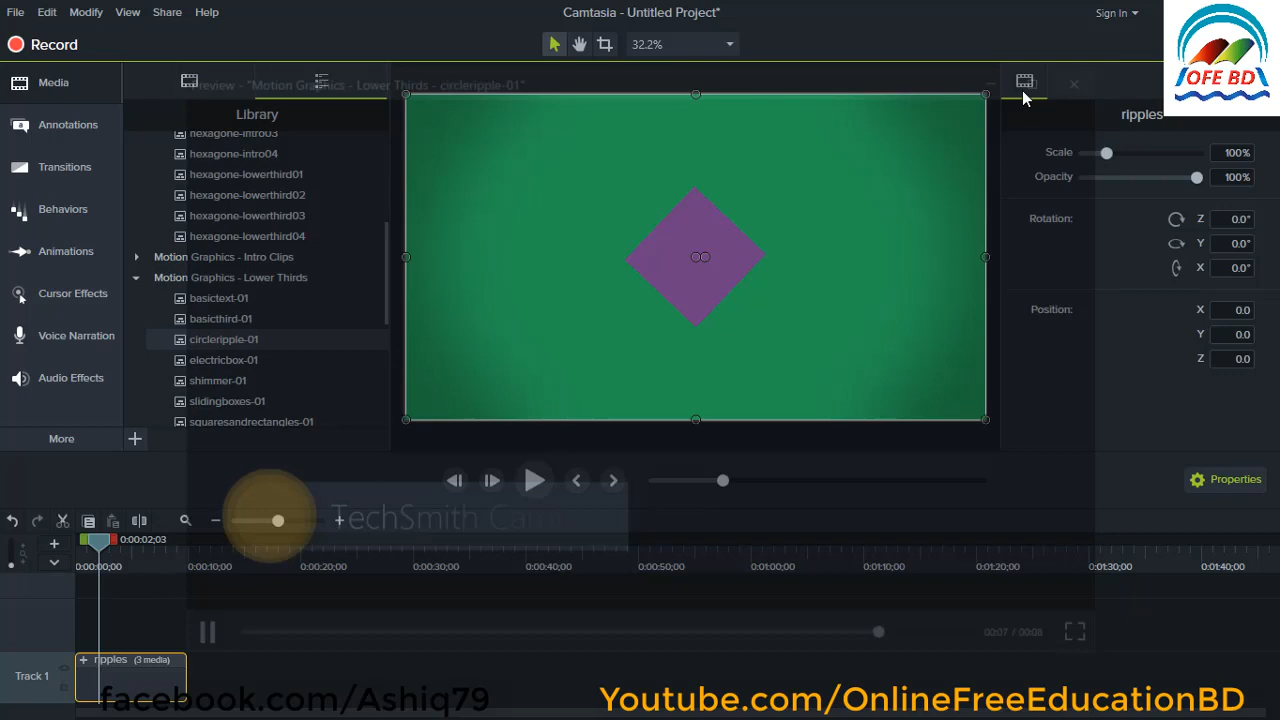 File Edit Modify View Share Help
Camtasia - Untitled Project*
Sign In
Record
32.2%
OFE BD
Media
Annotations
Transitions
Behaviors
Animations
Cursor Effects
Voice Narration
Audio Effects
More
Preview - "Motion Graphics - Lower Thirds - circleripple-01"
Library
hexagone-intro03
hexagone-intro04
hexagone-lowerthird01
hexagone-lowerthird02
hexagone-lowerthird03
hexagone-lowerthird04
Motion Graphics - Intro Clips
Motion Graphics - Lower Thirds
basictext-01
basicthird-01
circleripple-01
electricbox-01
shimmer-01
slidingboxes-01
squaresandrectangles-01
ripples
Scale 100%
Opacity 100%
Rotation: Z 0.0°
Y 0.0°
X 0.0°
Position: X 0.0
Y 0.0
Z 0.0
Properties
TechSmith Cam
0:00:02;03
0:00:00;00 0:00:10;00 0:00:20;00 0:00:30;00 0:00:40;00 0:00:50;00 0:01:00;00 0:01:10;00 0:01:20;00 0:01:30;00 0:01:40;00
00:07 / 00:08
Track 1
ripples (3 media)
facebook.com/Ashiq79
Youtube.com/OnlineFreeEducationBD